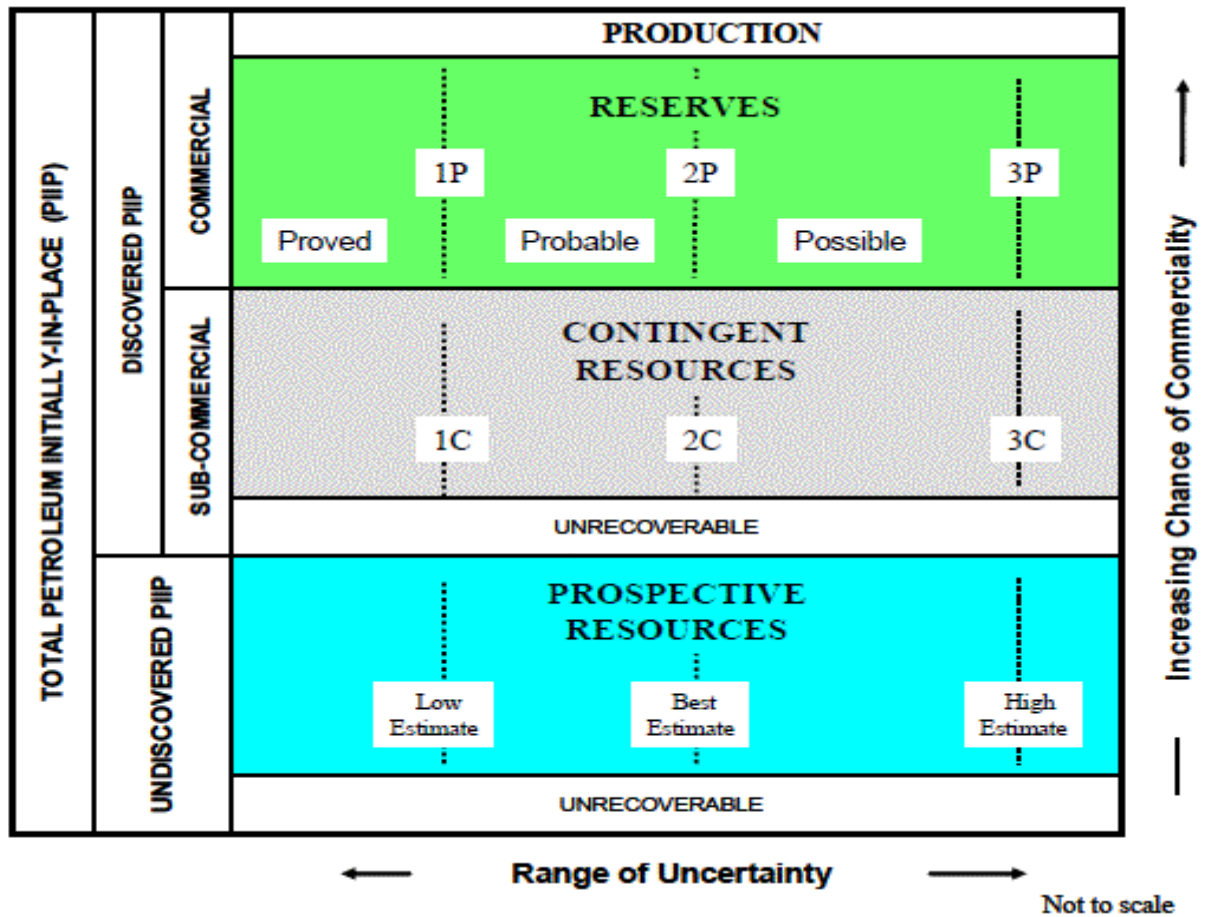 TOTAL PETROLEUM INITIALLY-IN-PLACE (PIIP)
DISCOVERED PIIP
UNDISCOVERED PIIP
COMMERCIAL
SUB-COMMERCIAL
PRODUCTION
RESERVES
1P 2P 3P
Proved Probable Possible
CONTINGENT
RESOURCES
1C 2C 3C
UNRECOVERABLE
PROSPECTIVE
RESOURCES
Low Best High
Estimate Estimate Estimate
UNRECOVERABLE
Increasing Chance of Commerciality
Range of Uncertainty
Not to scale